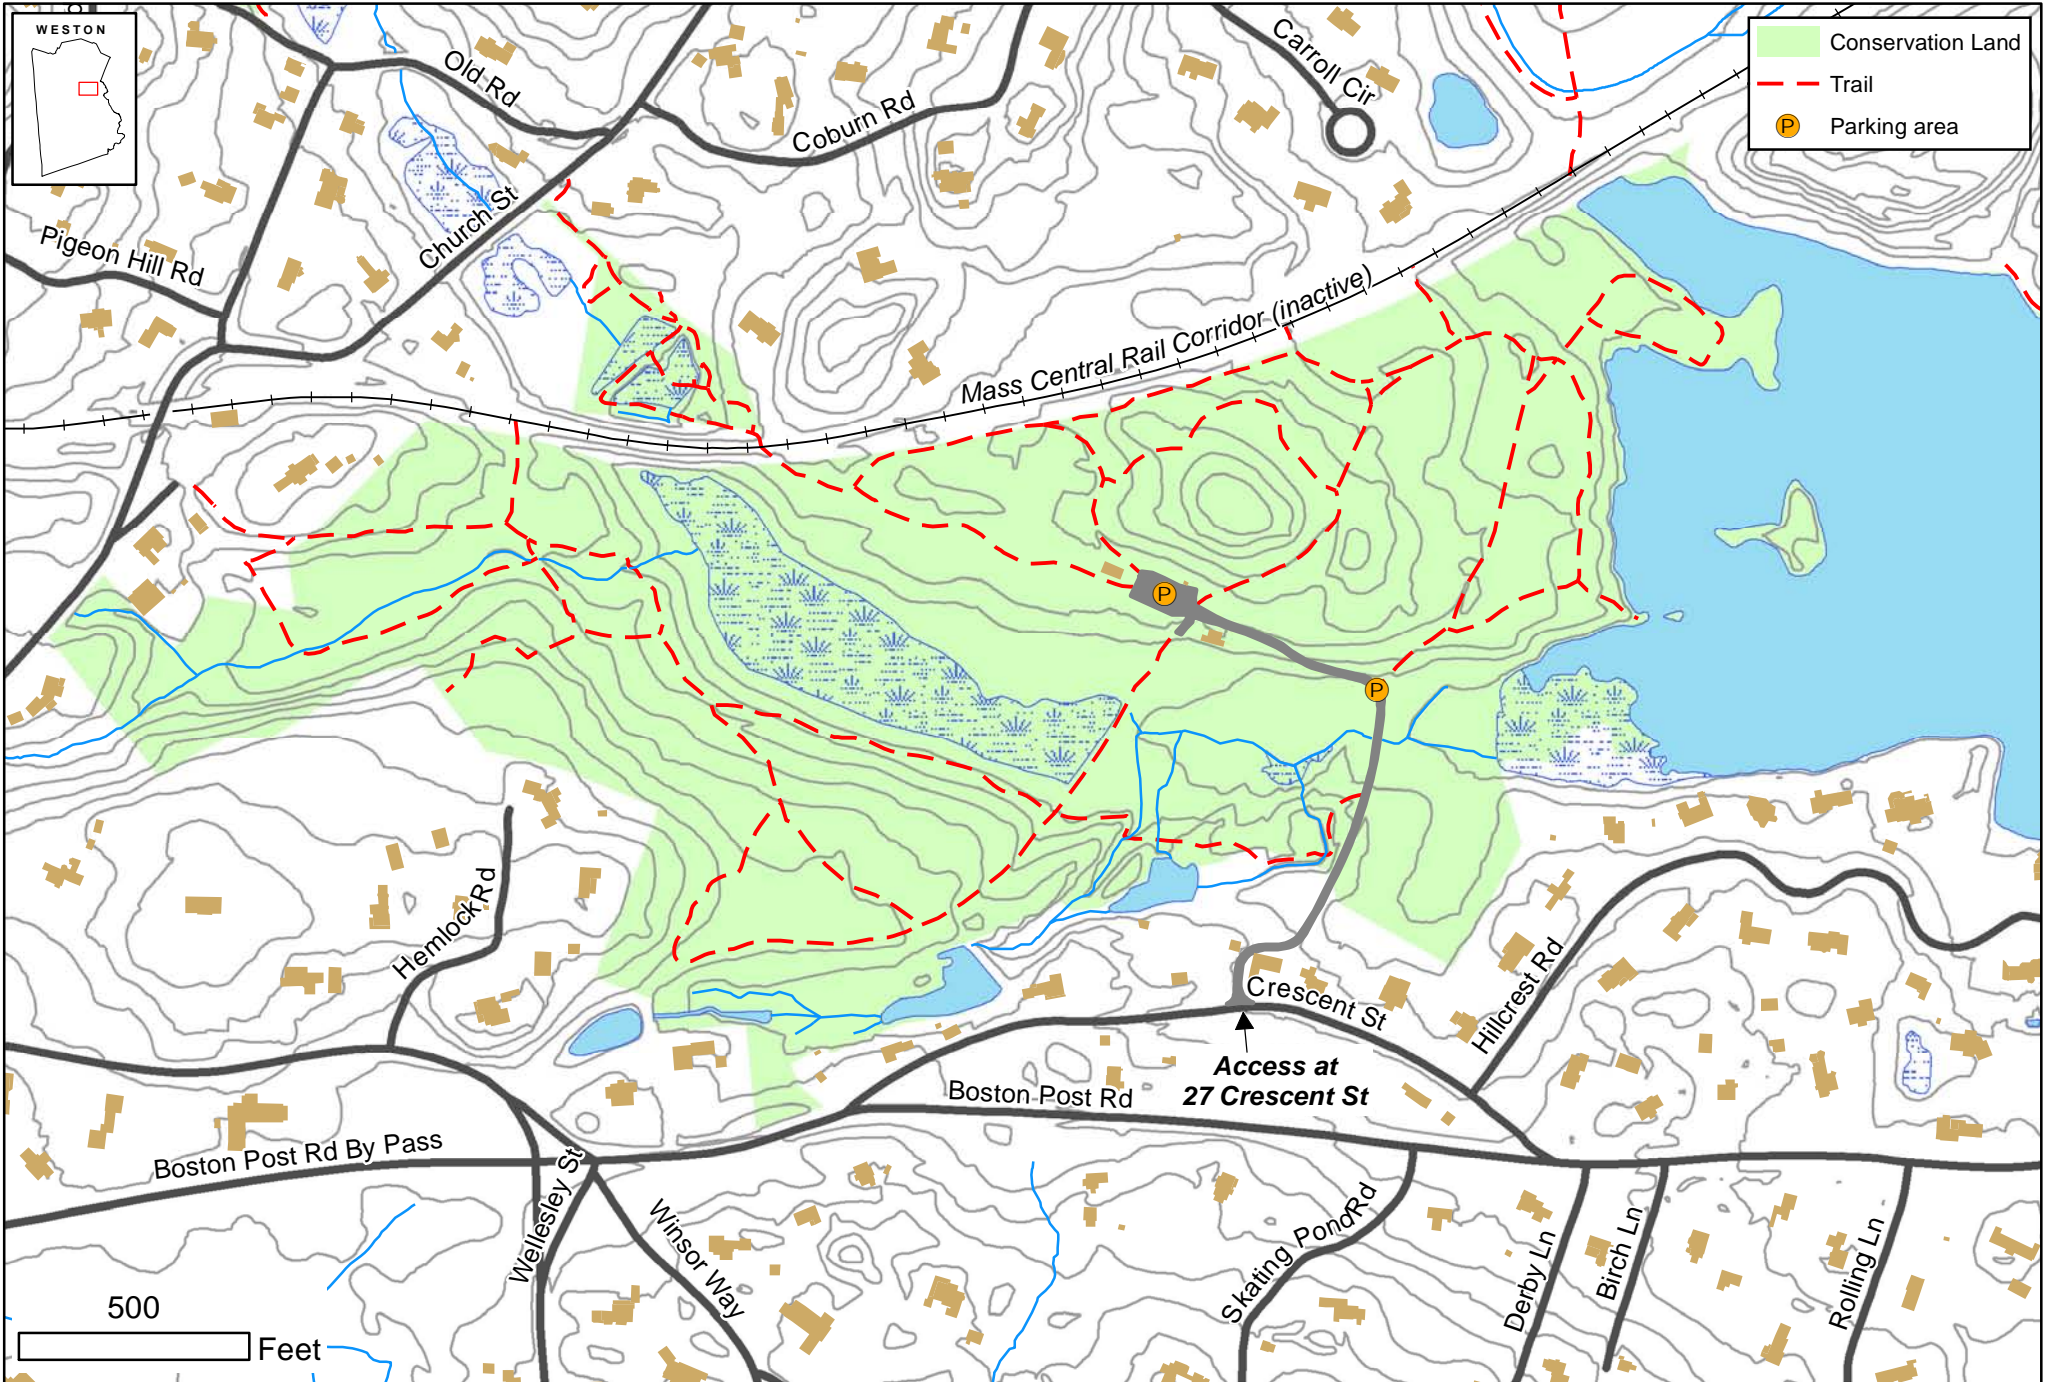 WESTON
Old Rd
Coburn Rd
Carroll Cir
Conservation Land
Trail
P Parking area
Church St
Pigeon Hill Rd
Mass Central Rail Corridor (inactive)
P
P
Hemlock Rd
Hillcrest Rd
Crescent St
Access at
27 Crescent St
Boston Post Rd
Boston Post Rd By Pass
Wellesley St
Winsor Way
Skating Pond Rd
Derby Ln
Birch Ln
Rolling Ln
500
Feet